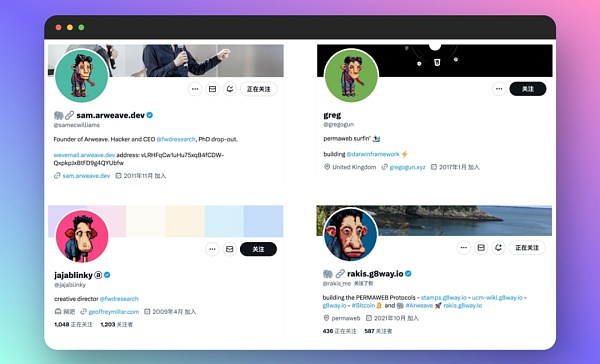 正在关注
sam.arweave.dev
@samecwilliams
Founder of Arweave. Hacker and CEO @fwdresearch, PhD drop-out.
wevemail.arweave.dev address: vLRHFqCw1uHu75xqB4fCDW-
QxpkpJxBtFD9g4QYUbfw
sam.arweave.dev 2011年11月 加入
关注
greg
@gregogun
permaweb surfin'
building @darwinframework ⚡
United Kingdom gregogun.xyz 2017年1月 加入
关注
jajablinky ⓐ
@jajablinky
creative director @fwdresearch
网吧 geoffreymillar.com 2009年4月 加入
1,048 正在关注 1,203 关注者
正在关注
rakis.g8way.io
@rakis_me 关注了你
building the PERMAWEB Protocols - stamps.g8way.io - ucm-wiki.g8way.io -
g8way.io - #Bitcoin and #Arweave 🚀 rakis.g8way.io
permaweb 2021年10月 加入
436 正在关注 587 关注者